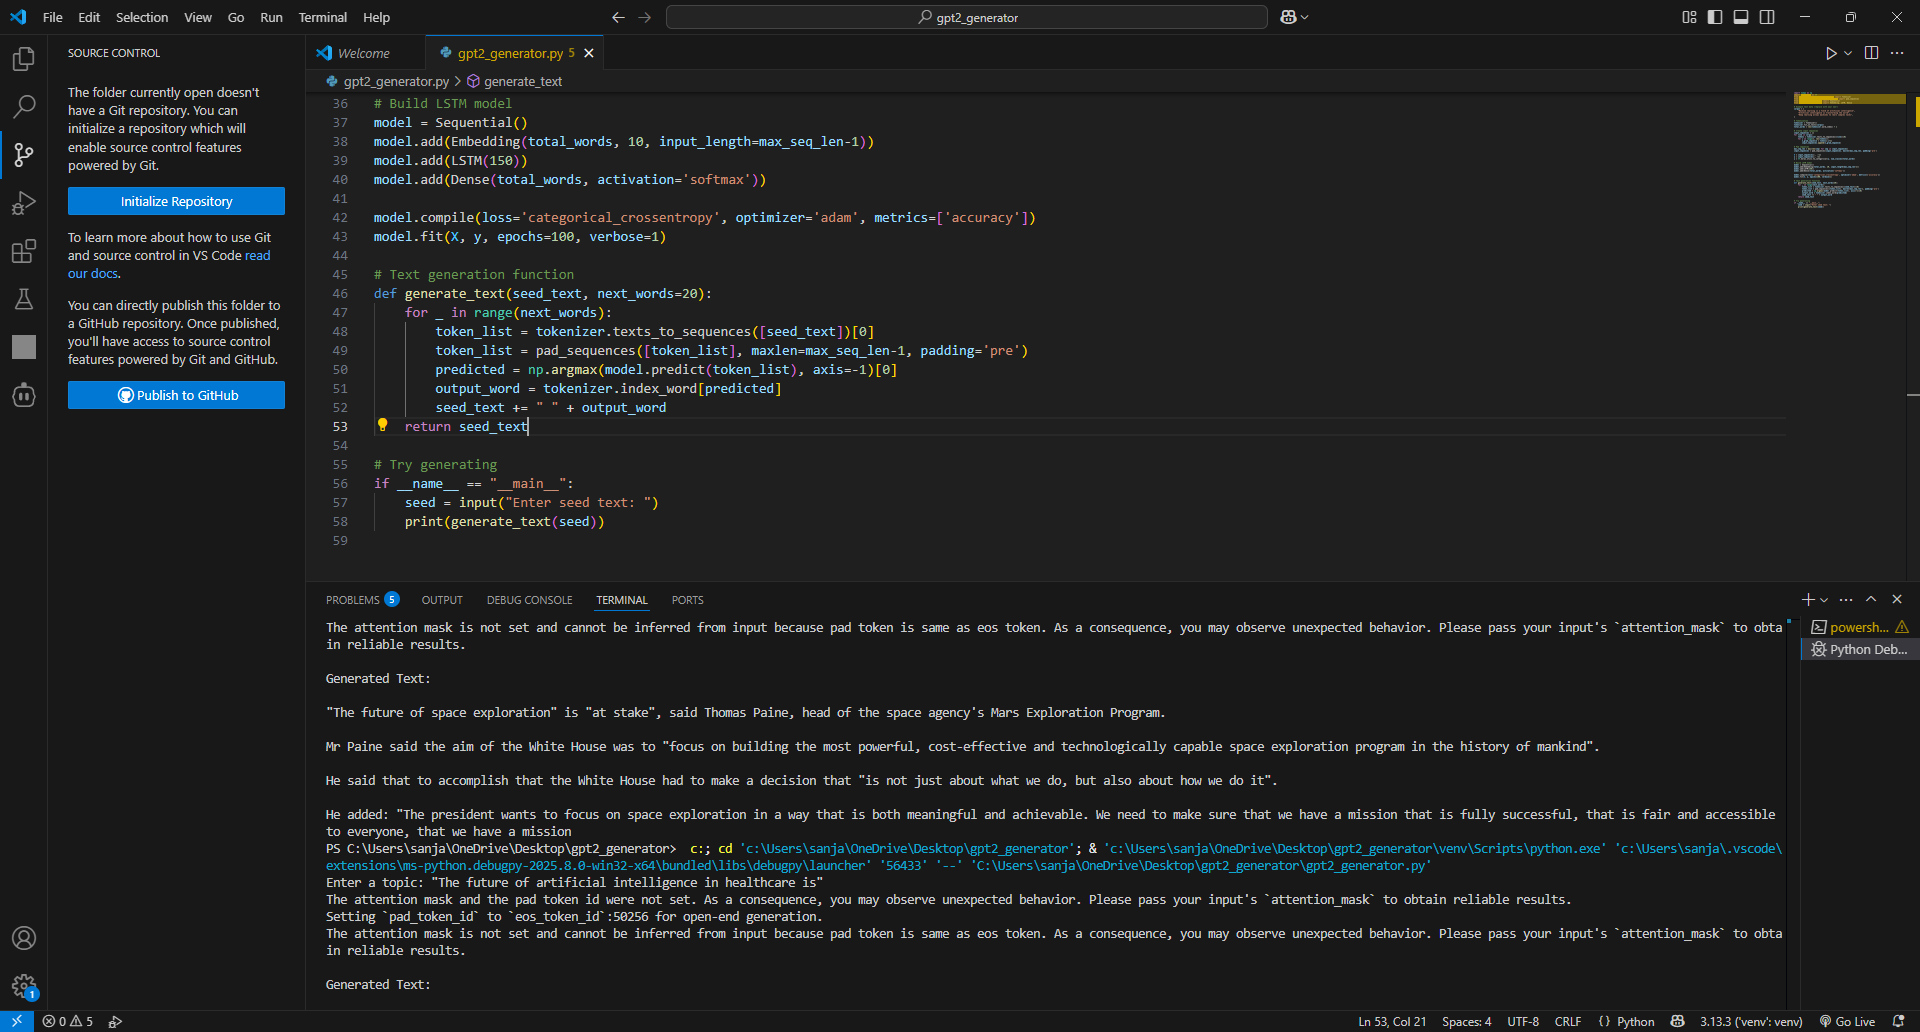 File Edit Selection View Go Run Terminal Help
gpt2_generator
SOURCE CONTROL
The folder currently open doesn't
have a Git repository. You can
initialize a repository which will
enable source control features
powered by Git.
Initialize Repository
To learn more about how to use Git
and source control in VS Code read
our docs.
You can directly publish this folder to
a GitHub repository. Once published,
you'll have access to source control
features powered by Git and GitHub.
Publish to GitHub
1
Welcome
gpt2_generator.py 5
gpt2_generator.py > generate_text
36 # Build LSTM model
37 model = Sequential()
38 model.add(Embedding(total_words, 10, input_length=max_seq_len-1))
39 model.add(LSTM(150))
40 model.add(Dense(total_words, activation='softmax'))
41
42 model.compile(loss='categorical_crossentropy', optimizer='adam', metrics=['accuracy'])
43 model.fit(X, y, epochs=100, verbose=1)
44
45 # Text generation function
46 def generate_text(seed_text, next_words=20):
47 for _ in range(next_words):
48 token_list = tokenizer.texts_to_sequences([seed_text])[0]
49 token_list = pad_sequences([token_list], maxlen=max_seq_len-1, padding='pre')
50 predicted = np.argmax(model.predict(token_list), axis=-1)[0]
51 output_word = tokenizer.index_word[predicted]
52 seed_text += " " + output_word
53 return seed_text
54
55 # Try generating
56 if __name__ == "__main__":
57 seed = input("Enter seed text: ")
58 print(generate_text(seed))
59
PROBLEMS 5 OUTPUT DEBUG CONSOLE TERMINAL PORTS
The attention mask is not set and cannot be inferred from input because pad token is same as eos token. As a consequence, you may observe unexpected behavior. Please pass your input's `attention_mask` to obta
in reliable results.
Generated Text:
"The future of space exploration" is "at stake", said Thomas Paine, head of the space agency's Mars Exploration Program.
Mr Paine said the aim of the White House was to "focus on building the most powerful, cost-effective and technologically capable space exploration program in the history of mankind".
He said that to accomplish that the White House had to make a decision that "is not just about what we do, but also about how we do it".
He added: "The president wants to focus on space exploration in a way that is both meaningful and achievable. We need to make sure that we have a mission that is fully successful, that is fair and accessible
to everyone, that we have a mission
PS C:\Users\sanja\OneDrive\Desktop\gpt2_generator> c:; cd 'c:\Users\sanja\OneDrive\Desktop\gpt2_generator'; & 'c:\Users\sanja\OneDrive\Desktop\gpt2_generator\venv\Scripts\python.exe' 'c:\Users\sanja\.vscode\
extensions\ms-python.debugpy-2025.8.0-win32-x64\bundled\libs\debugpy\launcher' '56433' '--' 'C:\Users\sanja\OneDrive\Desktop\gpt2_generator\gpt2_generator.py'
Enter a topic: "The future of artificial intelligence in healthcare is"
The attention mask and the pad token id were not set. As a consequence, you may observe unexpected behavior. Please pass your input's `attention_mask` to obtain reliable results.
Setting `pad_token_id` to `eos_token_id`:50256 for open-end generation.
The attention mask is not set and cannot be inferred from input because pad token is same as eos token. As a consequence, you may observe unexpected behavior. Please pass your input's `attention_mask` to obta
in reliable results.
Generated Text:
powersh...
Python Deb...
0 5
Ln 53, Col 21 Spaces: 4 UTF-8 CRLF { } Python 3.13.3 ('venv': venv) Go Live